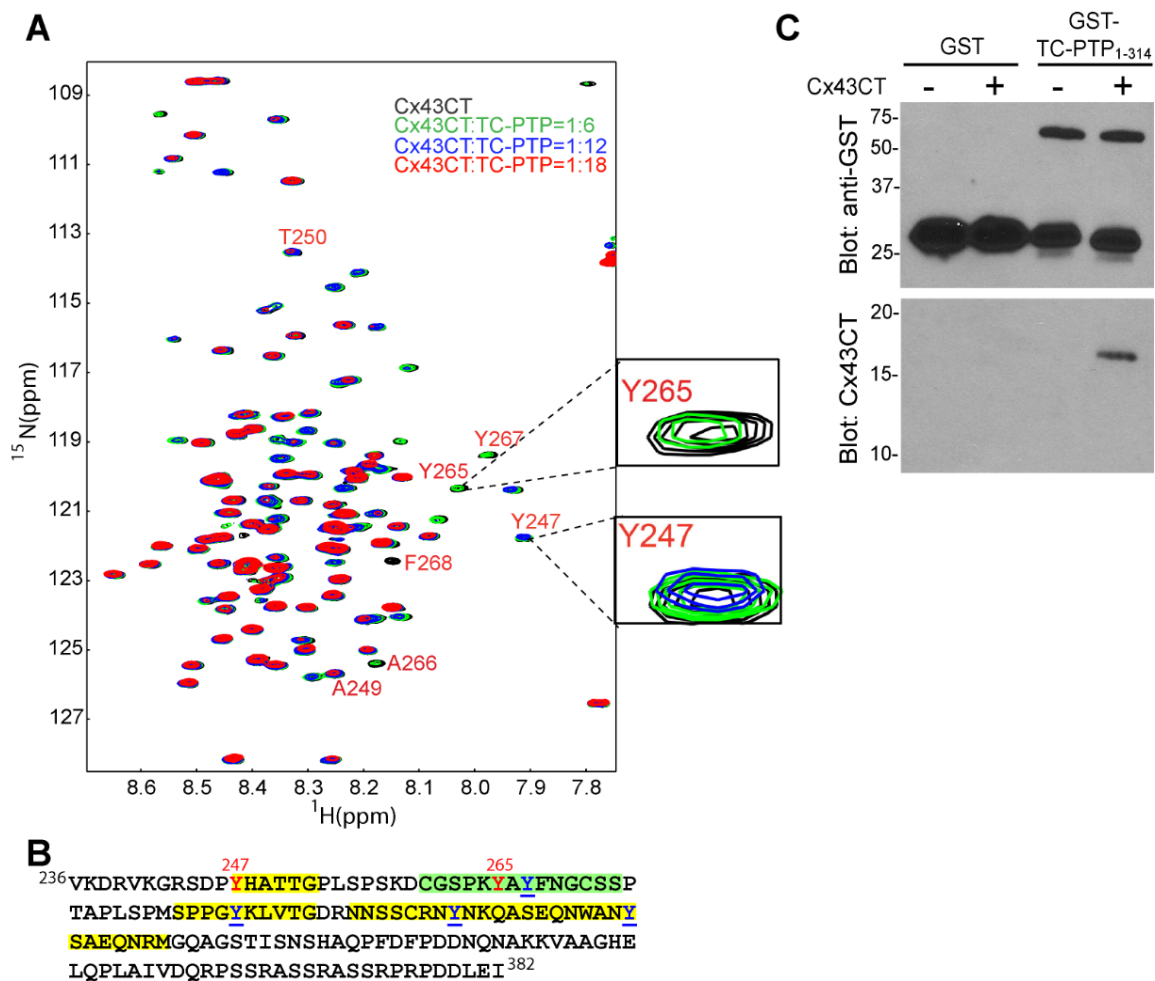 A
Cx43CT
Cx43CT:TC-PTP=1:6
Cx43CT:TC-PTP=1:12
Cx43CT:TC-PTP=1:18
109
111
113
115
117
119
121
123
125
127
15N(ppm)
8.6 8.5 8.4 8.3 8.2 8.1 8.0 7.9 7.8
1H(ppm)
T250
Y267
Y265
Y247
F268
A266
A249
Y265
Y247
C
GST
GST-
TC-PTP1-314
Cx43CT - + - +
75-
50-
37-
25-
Blot: anti-GST
20-
15-
10-
Blot: Cx43CT
B
247 265
236VKDRVKGRSDPYHATTGPLSPSKDCGSPKYAYFNGCSSP
TAPLSPMSPPGYKLVTGDRNNSSCRNYNKQASEQNWANY
SAEQNRMGQAGSTISNSHAQPFDFPDDNQNAKKVAAGHE
LQPLAIVDQRPSSRASSRASSRPRPDDLEI382